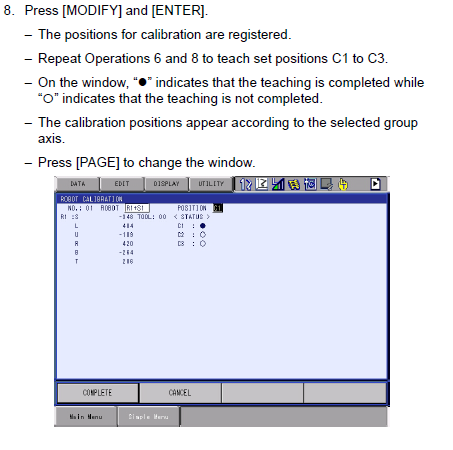 8. Press [MODIFY] and [ENTER].
– The positions for calibration are registered.
– Repeat Operations 6 and 8 to teach set positions C1 to C3.
– On the window, “●” indicates that the teaching is completed while
“○” indicates that the teaching is not completed.
– The calibration positions appear according to the selected group
axis.
– Press [PAGE] to change the window.
DATA EDIT DISPLAY UTILITY
ROBOT CALIBRATION
NO.: 01 ROBOT R1+S1 POSITION C1
R1 :S -148 TOOL: 00 < STATUS >
L 484 C1 : ●
U -189 C2 : ○
R 420 C3 : ○
B -264
T 286
COMPLETE CANCEL
Main Menu Simple Menu